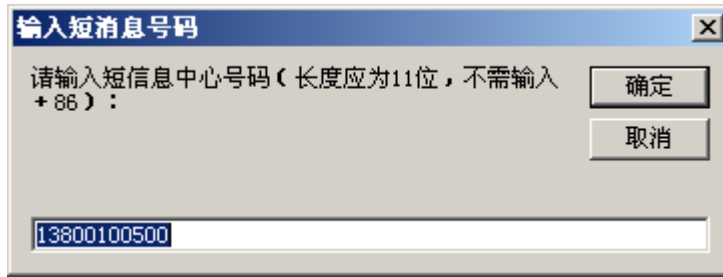 输入短消息号码
请输入短信息中心号码(长度应为11位,不需输入
+86):
确定
取消
13800100500